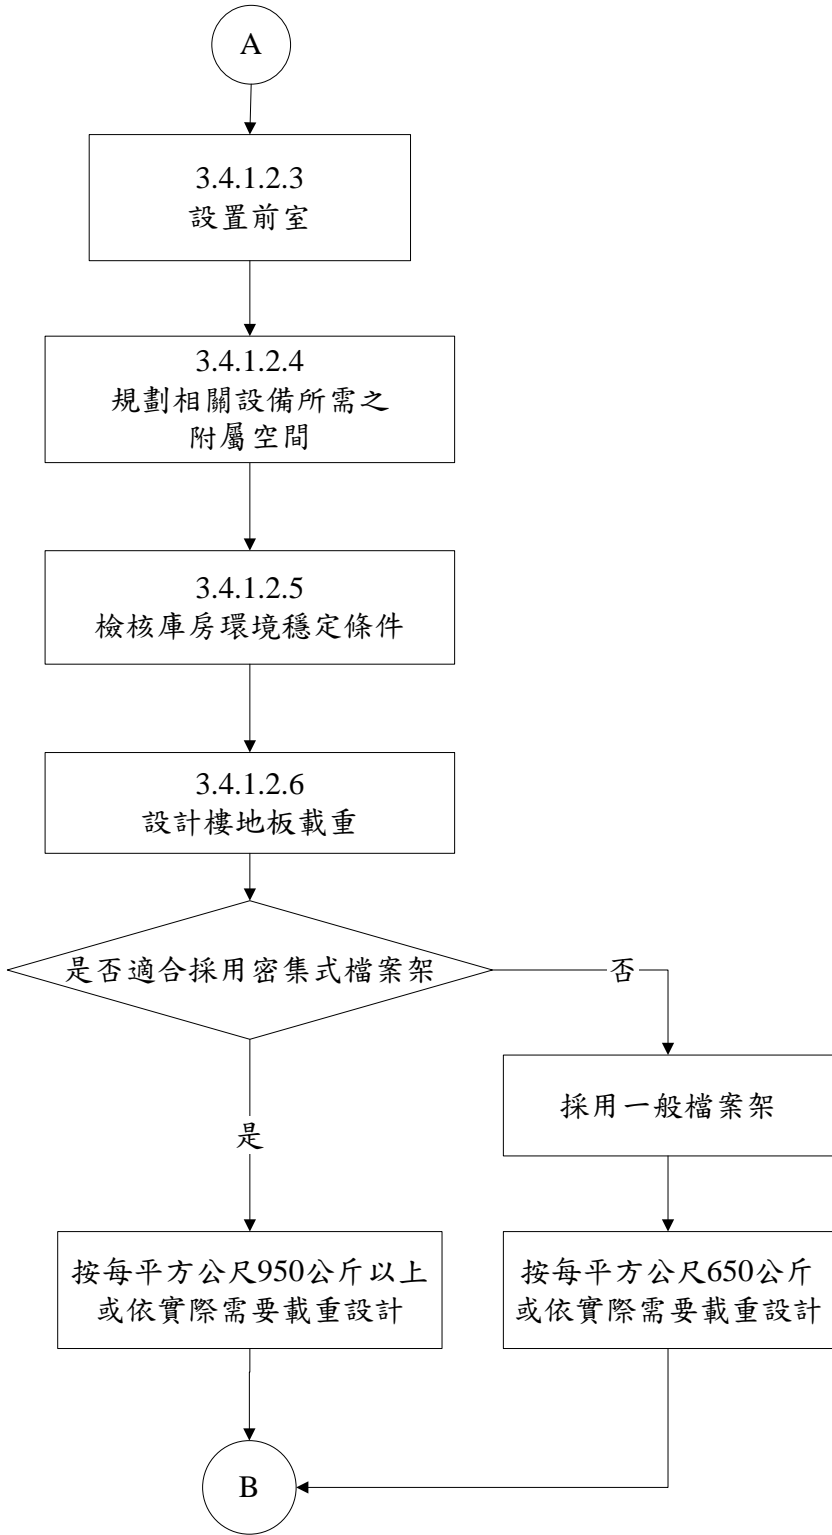 A
3.4.1.2.3
設置前室
3.4.1.2.4
規劃相關設備所需之
附屬空間
3.4.1.2.5
檢核庫房環境穩定條件
3.4.1.2.6
設計樓地板載重
是否適合採用密集式檔案架
否
採用一般檔案架
是
按每平方公尺950公斤以上
或依實際需要載重設計
按每平方公尺650公斤
或依實際需要載重設計
B